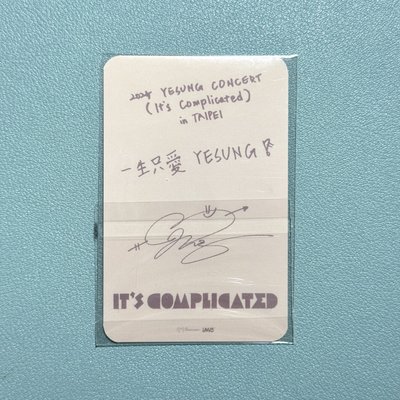 2024 YESUNG CONCERT
(It's Complicated)
in TAIPEI
一生只愛 YESUNG!
IT'S COMPLICATED